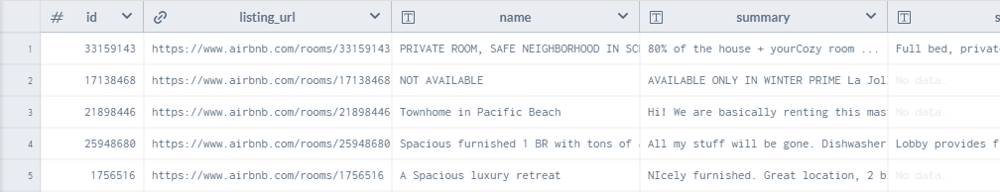 # id listing_url T name T summary T s
1 33159143 https://www.airbnb.com/rooms/33159143 PRIVATE ROOM, SAFE NEIGHBORHOOD IN SC 80% of the house + yourCozy room ... Full bed, privat
2 17138468 https://www.airbnb.com/rooms/17138468 NOT AVAILABLE AVAILABLE ONLY IN WINTER PRIME La Jol No data.
3 21898446 https://www.airbnb.com/rooms/21898446 Townhome in Pacific Beach Hi! We are basically renting this mas No data.
4 25948680 https://www.airbnb.com/rooms/25948680 Spacious furnished 1 BR with tons of All my stuff will be gone. Dishwasher Lobby provides f
5 1756516 https://www.airbnb.com/rooms/1756516 A Spacious luxury retreat NIcely furnished. Great location, 2 b No data.